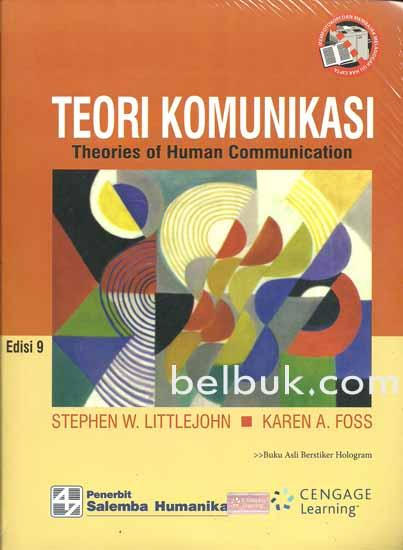 TEORI KOMUNIKASI
Theories of Human Communication
Edisi 9
belbuk.com
STEPHEN W. LITTLEJOHN ■ KAREN A. FOSS
>>Buku Asli Berstiker Hologram
Penerbit
Salemba Humanika
CENGAGE
Learning™